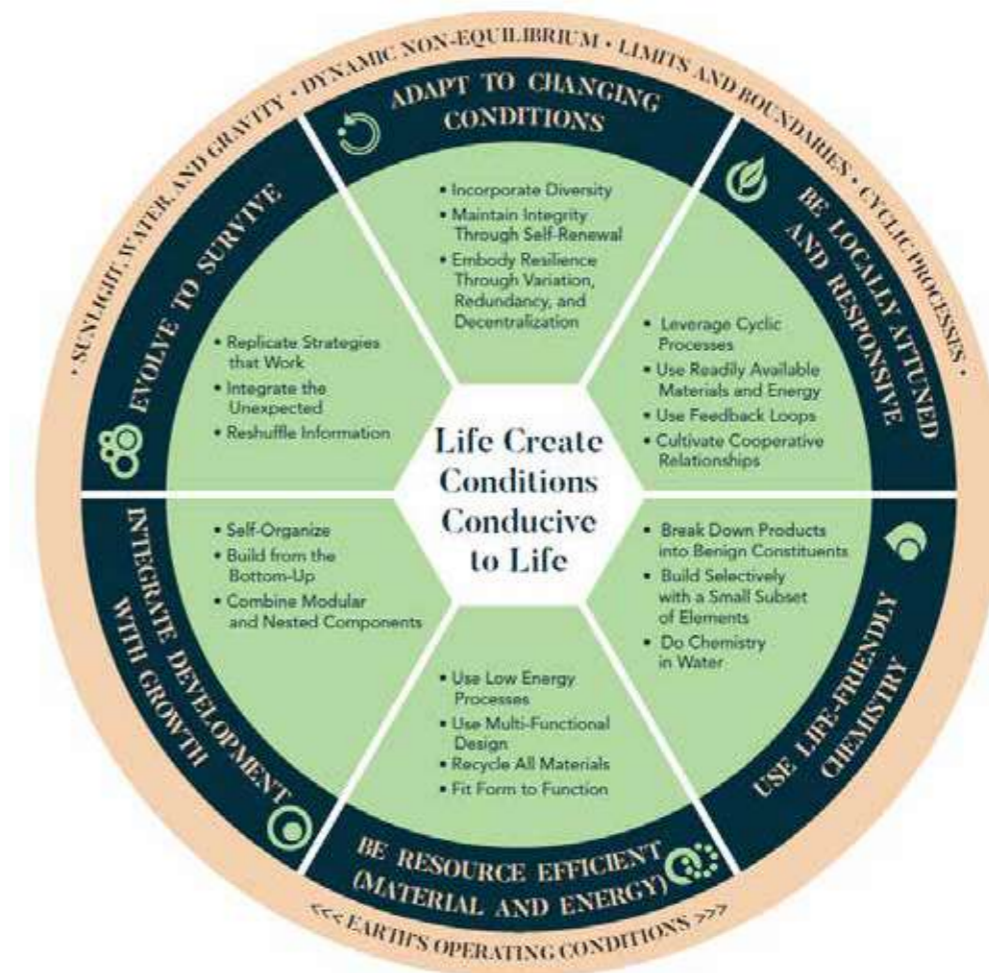 • SUNLIGHT, WATER, AND GRAVITY • DYNAMIC NON-EQUILIBRIUM • LIMITS AND BOUNDARIES • CYCLIC PROCESSES •
ADAPT TO CHANGING
CONDITIONS
• Incorporate Diversity
• Maintain Integrity
Through Self-Renewal
• Embody Resilience
Through Variation,
Redundancy, and
Decentralization
BE LOCALLY ATTUNED
AND RESPONSIVE
• Leverage Cyclic
Processes
• Use Readily Available
Materials and Energy
• Use Feedback Loops
• Cultivate Cooperative
Relationships
USE LIFE-FRIENDLY
CHEMISTRY
• Break Down Products
into Benign Constituents
• Build Selectively
with a Small Subset
of Elements
• Do Chemistry
in Water
BE RESOURCE EFFICIENT
(MATERIAL AND ENERGY)
• Use Low Energy
Processes
• Use Multi-Functional
Design
• Recycle All Materials
• Fit Form to Function
INTEGRATE DEVELOPMENT
WITH GROWTH
• Self-Organize
• Build from the
Bottom-Up
• Combine Modular
and Nested Components
EVOLVE TO SURVIVE
• Replicate Strategies
that Work
• Integrate the
Unexpected
• Reshuffle Information
Life Create
Conditions
Conducive
to Life
<<< EARTH'S OPERATING CONDITIONS >>>